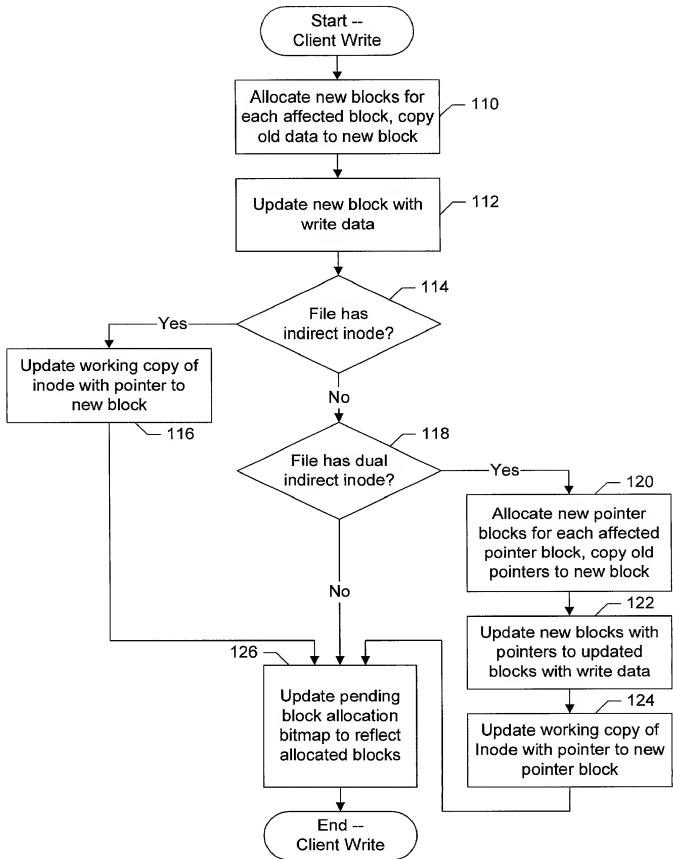 Start --
Client Write
Allocate new blocks for
each affected block, copy
old data to new block
110
Update new block with
write data
112
114
File has
indirect inode?
Yes
Update working copy of
inode with pointer to
new block
116
No
118
File has dual
indirect inode?
Yes
120
Allocate new pointer
blocks for each affected
pointer block, copy old
pointers to new block
No
122
Update new blocks with
pointers to updated
blocks with write data
126
124
Update working copy of
Inode with pointer to new
pointer block
Update pending
block allocation
bitmap to reflect
allocated blocks
End --
Client Write